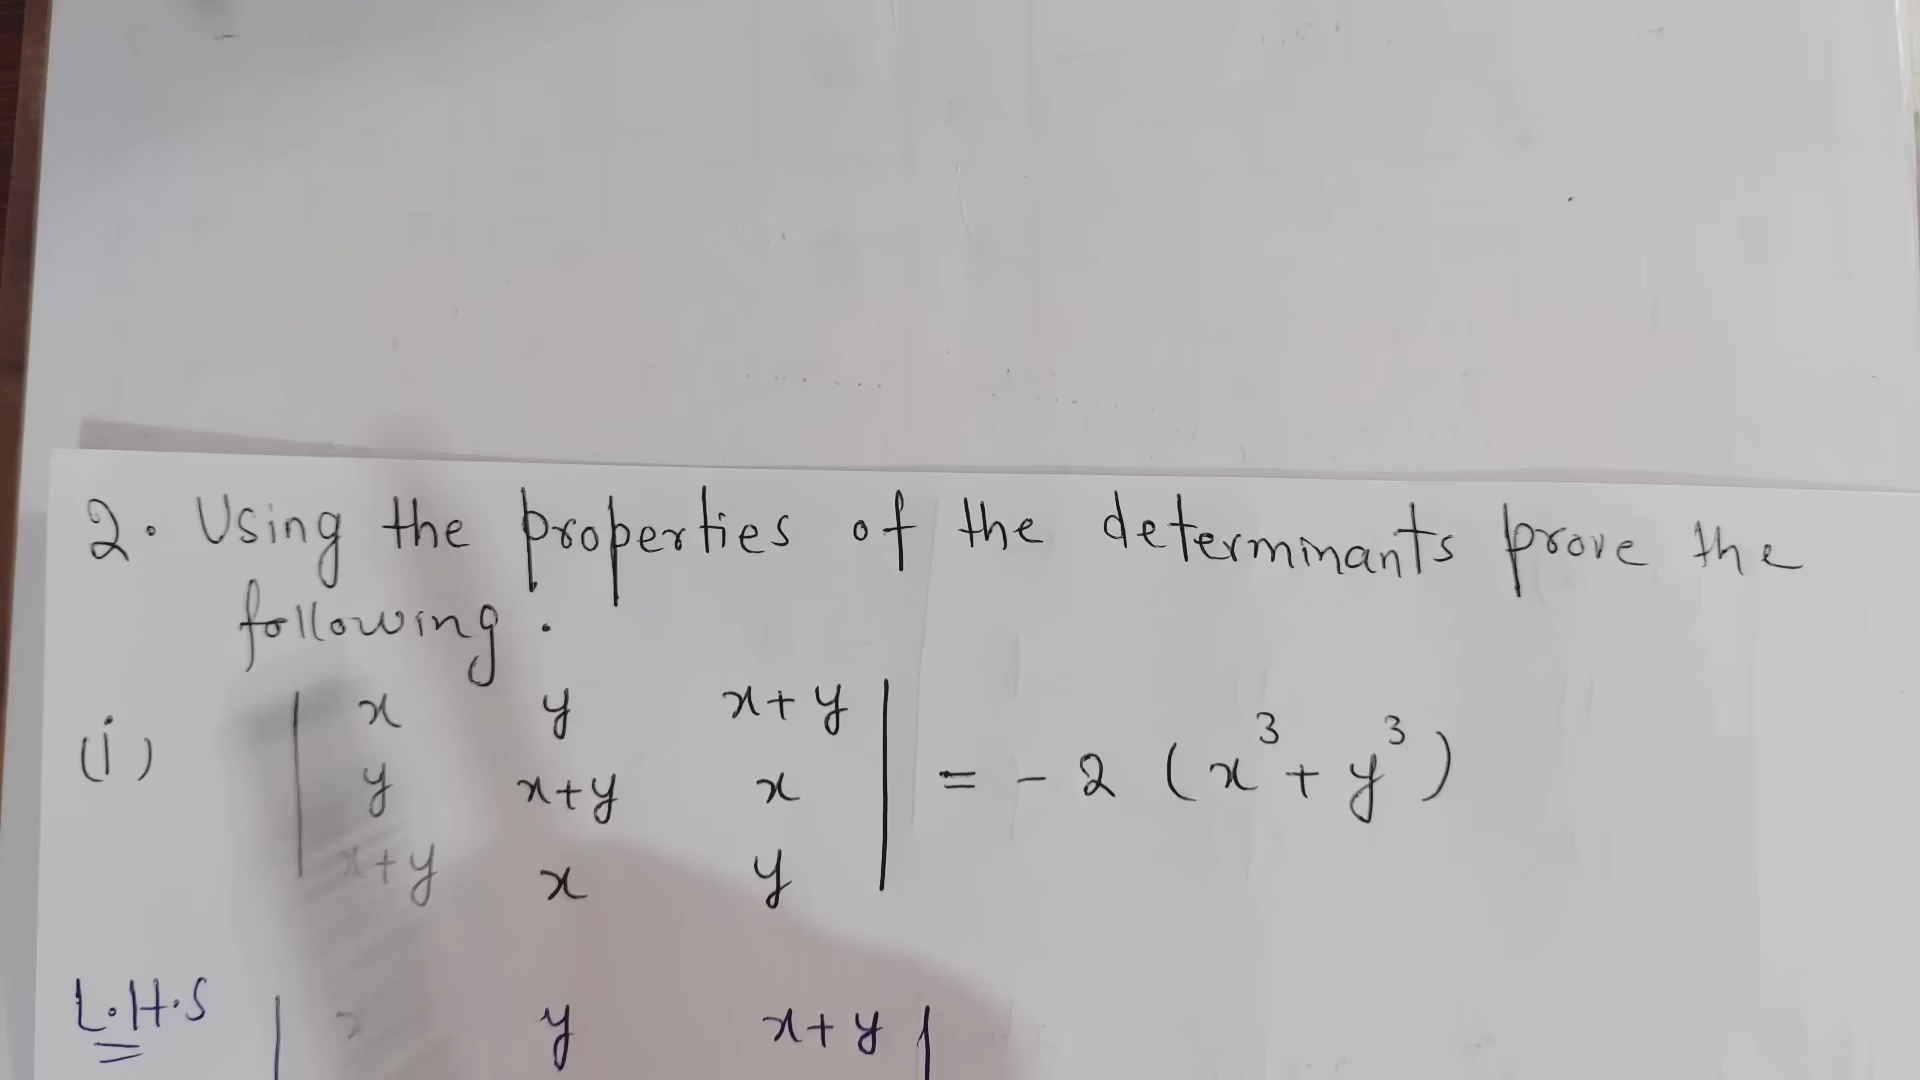 2. Using the properties of the determinants prove the
following.
(i) | x y x+y |
| y x+y x | = -2 (x³ + y³)
| x+y x y |
L.H.S | x y x+y |